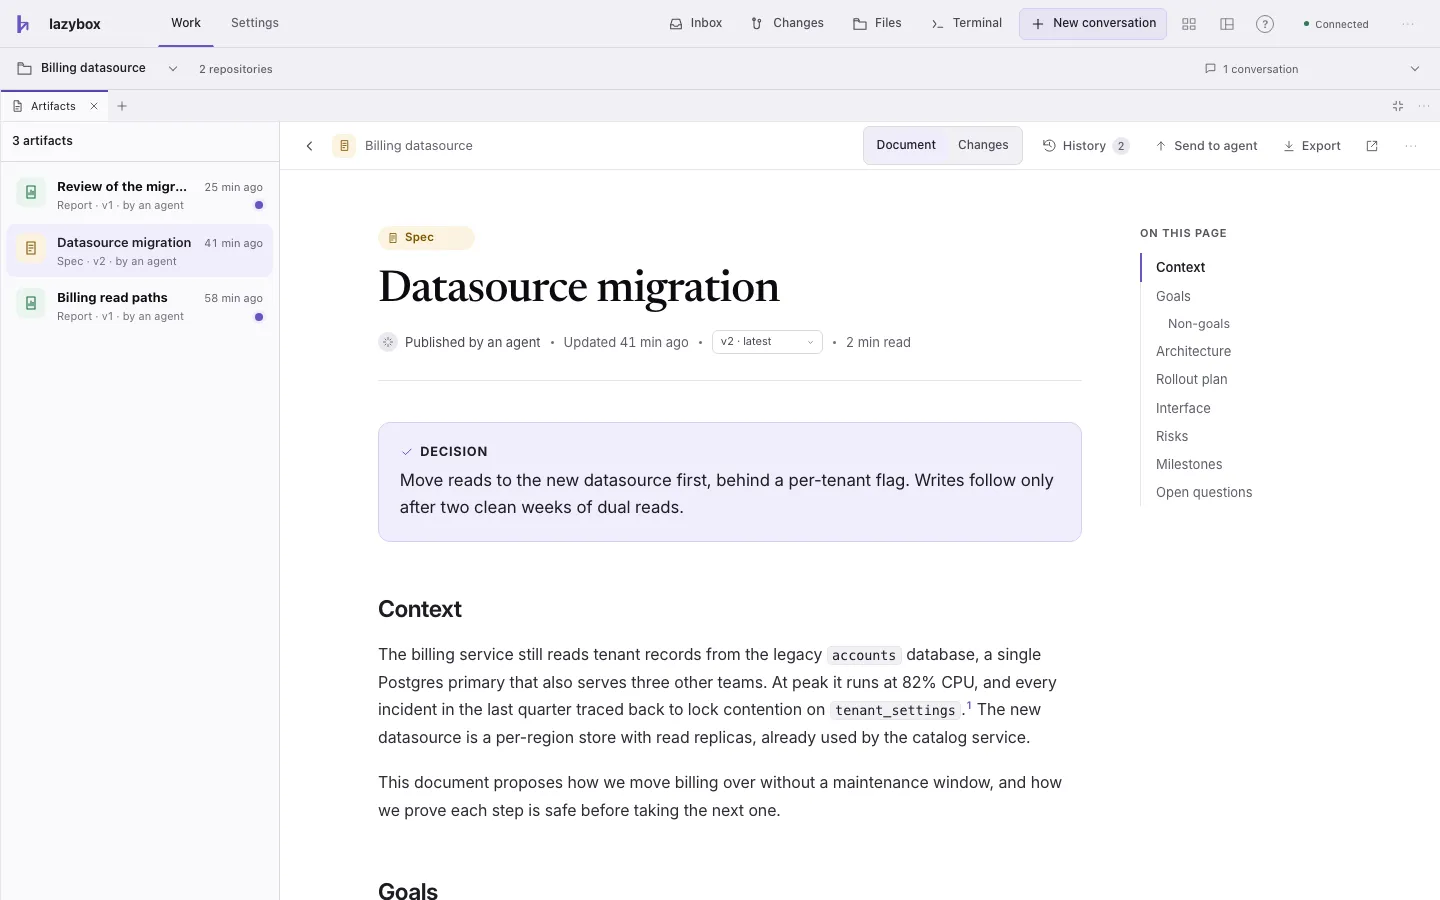 lazybox
Work
Settings
Inbox
Changes
Files
Terminal
New conversation
?
Connected
Billing datasource
2 repositories
1 conversation
Artifacts
3 artifacts
Review of the migr...
25 min ago
Report · v1 · by an agent
Datasource migration
41 min ago
Spec · v2 · by an agent
Billing read paths
58 min ago
Report · v1 · by an agent
Billing datasource
Document
Changes
History 2
Send to agent
Export
Spec
Datasource migration
Published by an agent • Updated 41 min ago • v2 · latest • 2 min read
DECISION
Move reads to the new datasource first, behind a per-tenant flag. Writes follow only
after two clean weeks of dual reads.
Context
The billing service still reads tenant records from the legacy accounts database, a single
Postgres primary that also serves three other teams. At peak it runs at 82% CPU, and every
incident in the last quarter traced back to lock contention on tenant_settings.¹ The new
datasource is a per-region store with read replicas, already used by the catalog service.
This document proposes how we move billing over without a maintenance window, and how
we prove each step is safe before taking the next one.
Goals
ON THIS PAGE
Context
Goals
Non-goals
Architecture
Rollout plan
Interface
Risks
Milestones
Open questions